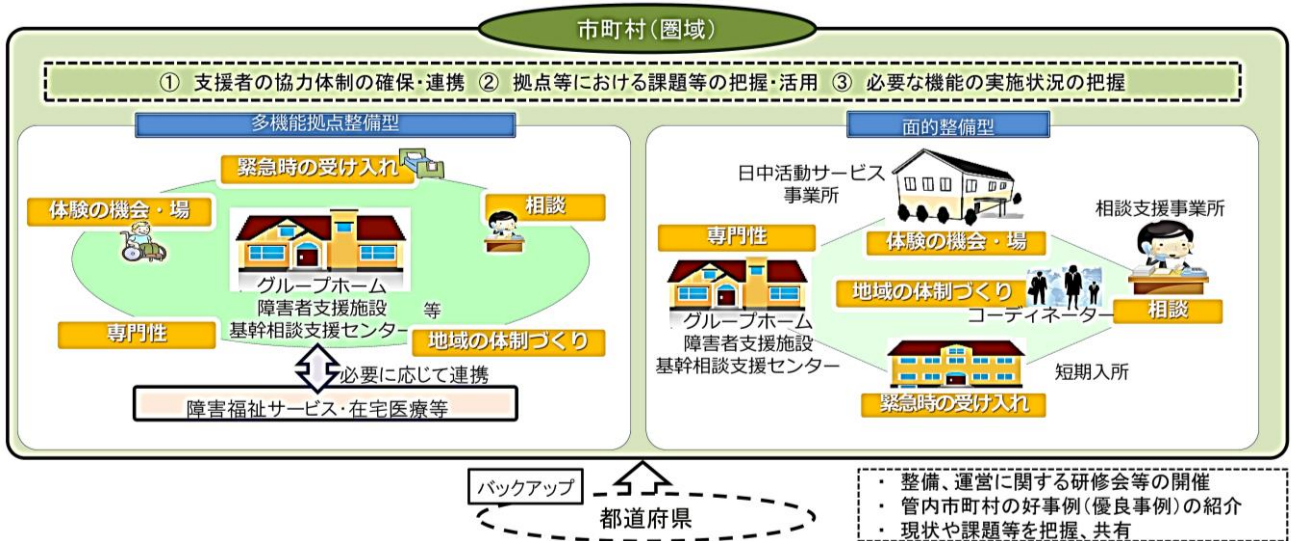 市町村(圏域)
① 支援者の協力体制の確保・連携 ② 拠点等における課題等の把握・活用 ③ 必要な機能の実施状況の把握
多機能拠点整備型
緊急時の受け入れ
体験の機会・場
相談
グループホーム
障害者支援施設
基幹相談支援センター
等
専門性
地域の体制づくり
必要に応じて連携
障害福祉サービス・在宅医療等
面的整備型
日中活動サービス
事業所
相談支援事業所
専門性
体験の機会・場
地域の体制づくり
コーディネーター
相談
グループホーム
障害者支援施設
基幹相談支援センター
短期入所
緊急時の受け入れ
バックアップ
都道府県
・ 整備、運営に関する研修会等の開催
・ 管内市町村の好事例(優良事例)の紹介
・ 現状や課題等を把握、共有